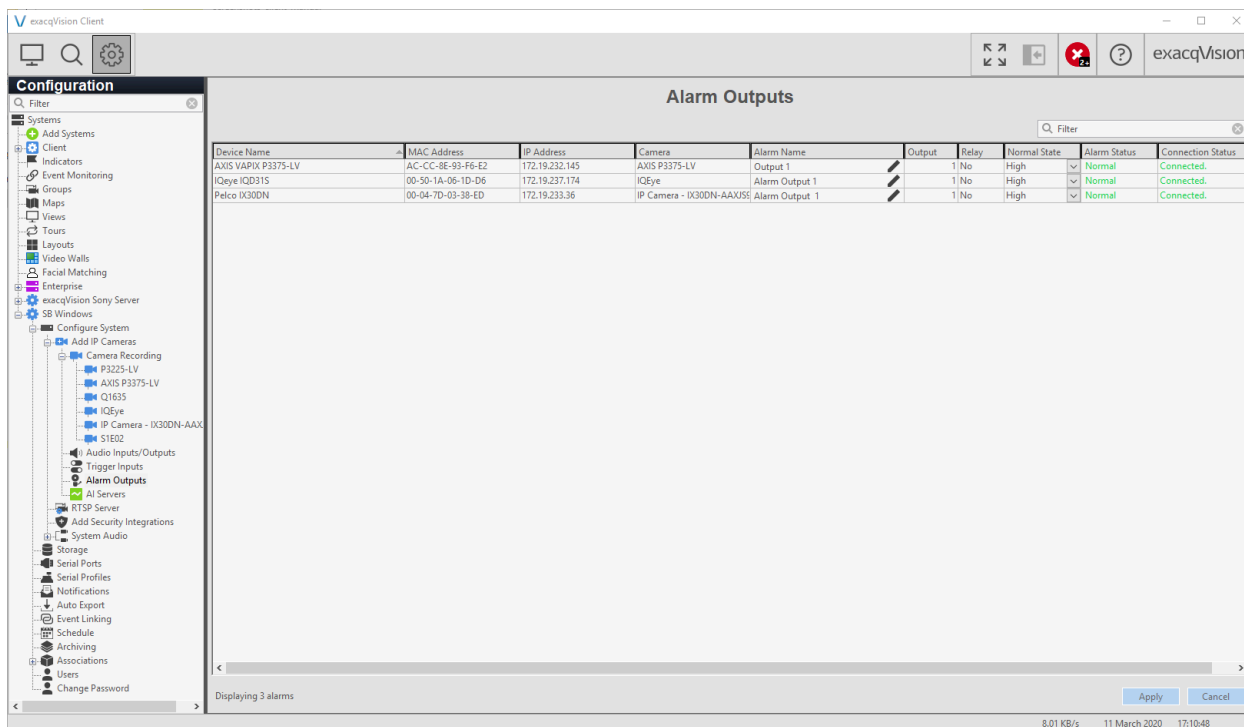 exacqVision Client
2+
?
exacqVision
Configuration
Filter
Systems
Add Systems
Client
Indicators
Event Monitoring
Groups
Maps
Views
Tours
Layouts
Video Walls
Facial Matching
Enterprise
exacqVision Sony Server
SB Windows
Configure System
Add IP Cameras
Camera Recording
P3225-LV
AXIS P3375-LV
Q1635
IQEye
IP Camera - IX30DN-AAX
S1E02
Audio Inputs/Outputs
Trigger Inputs
Alarm Outputs
AI Servers
RTSP Server
Add Security Integrations
System Audio
Storage
Serial Ports
Serial Profiles
Notifications
Auto Export
Event Linking
Schedule
Archiving
Associations
Users
Change Password
Alarm Outputs
Filter
Device Name MAC Address IP Address Camera Alarm Name Output Relay Normal State Alarm Status Connection Status
AXIS VAPIX P3375-LV AC-CC-8E-93-F6-E2 172.19.232.145 AXIS P3375-LV Output 1 1 No High Normal Connected.
IQeye IQD31S 00-50-1A-06-1D-D6 172.19.237.174 IQEye Alarm Output 1 1 No High Normal Connected.
Pelco IX30DN 00-04-7D-03-38-ED 172.19.233.36 IP Camera - IX30DN-AAXJS Alarm Output 1 1 No High Normal Connected.
Displaying 3 alarms
Apply Cancel
8.01 KB/s 11 March 2020 17:10:48